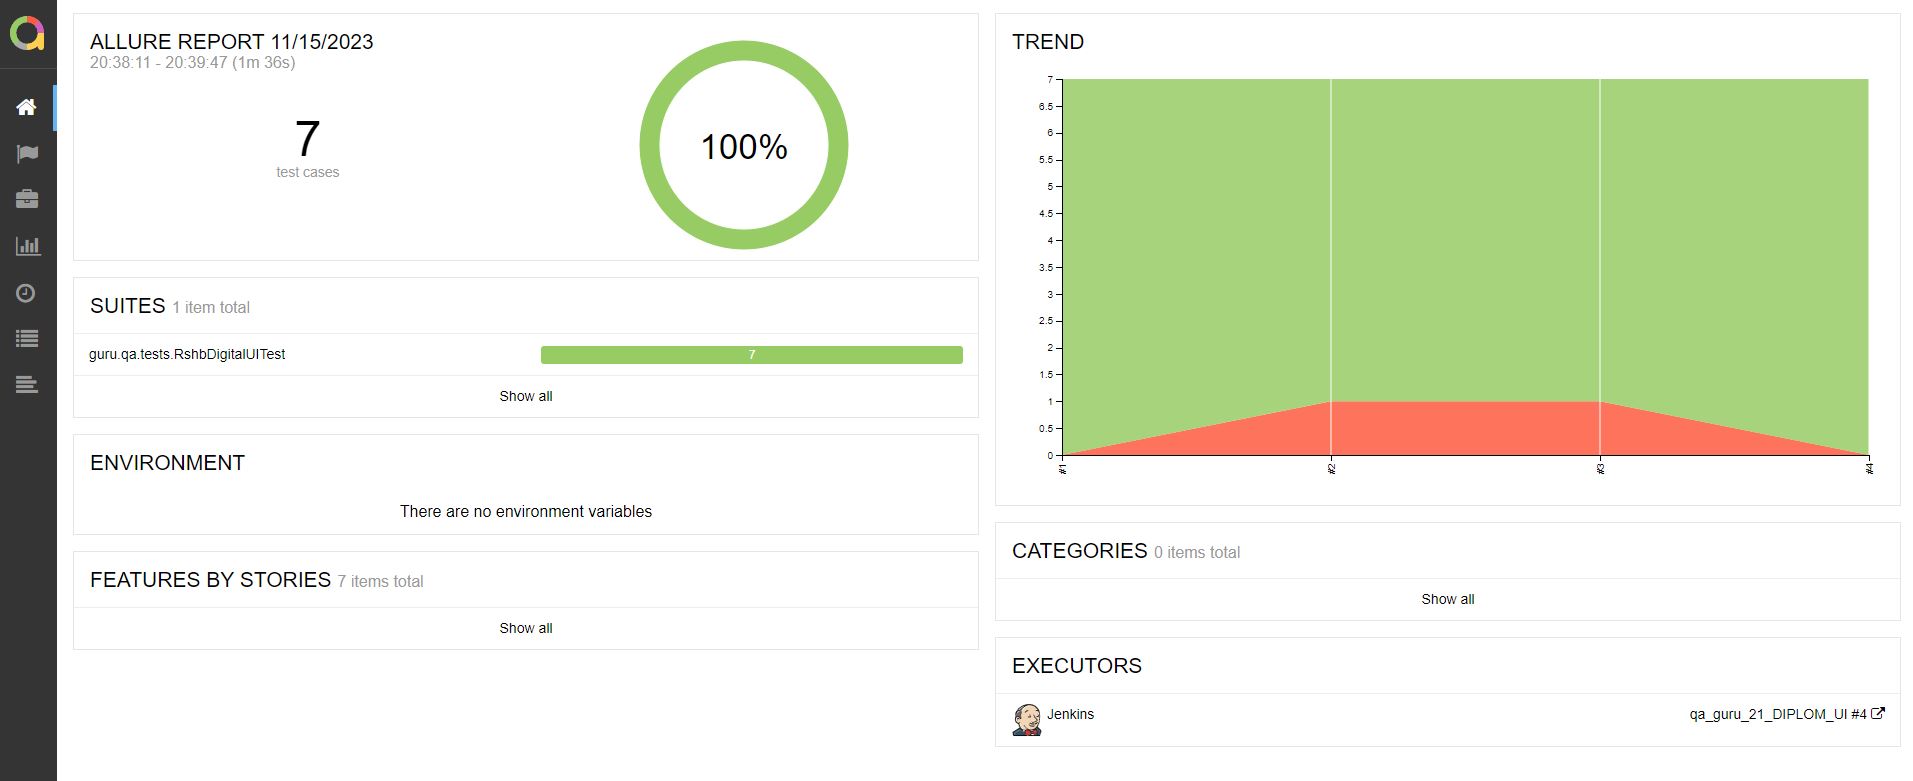 ALLURE REPORT 11/15/2023
20:38:11 - 20:39:47 (1m 36s)
7
test cases
100%
SUITES 1 item total
guru.qa.tests.RshbDigitalUITest
7
Show all
ENVIRONMENT
There are no environment variables
FEATURES BY STORIES 7 items total
Show all
TREND
7
6.5
6
5.5
5
4.5
4
3.5
3
2.5
2
1.5
1
0.5
0
#1
#2
#3
#4
CATEGORIES 0 items total
Show all
EXECUTORS
Jenkins
qa_guru_21_DIPLOM_UI #4